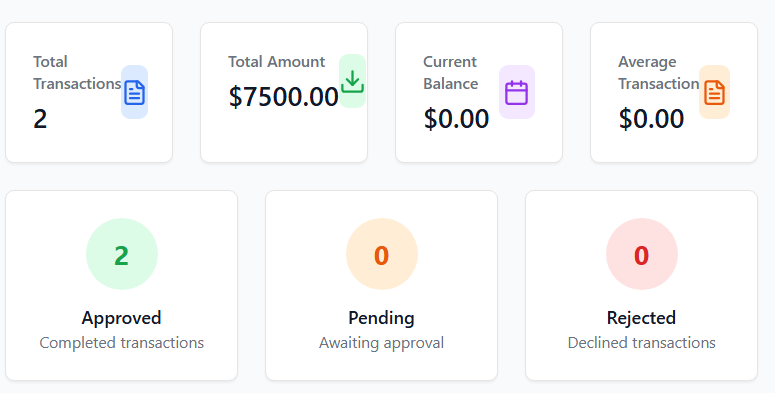 Total
Transactions
2
Total Amount
$7500.00
Current
Balance
$0.00
Average
Transaction
$0.00
2
Approved
Completed transactions
0
Pending
Awaiting approval
0
Rejected
Declined transactions